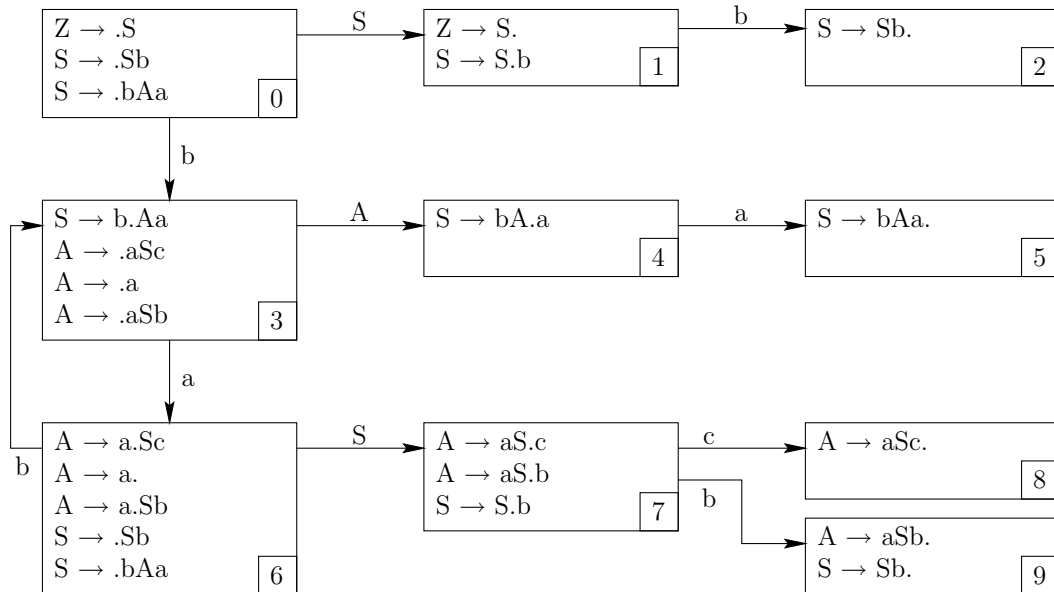 Z → .S
S → .Sb
S → .bAa
0
S
Z → S.
S → S.b
1
b
S → Sb.
2
b
S → b.Aa
A → .aSc
A → .a
A → .aSb
3
A
S → bA.a
4
a
S → bAa.
5
a
b
A → a.Sc
A → a.
A → a.Sb
S → .Sb
S → .bAa
6
S
A → aS.c
A → aS.b
S → S.b
7
c
A → aSc.
8
b
A → aSb.
S → Sb.
9